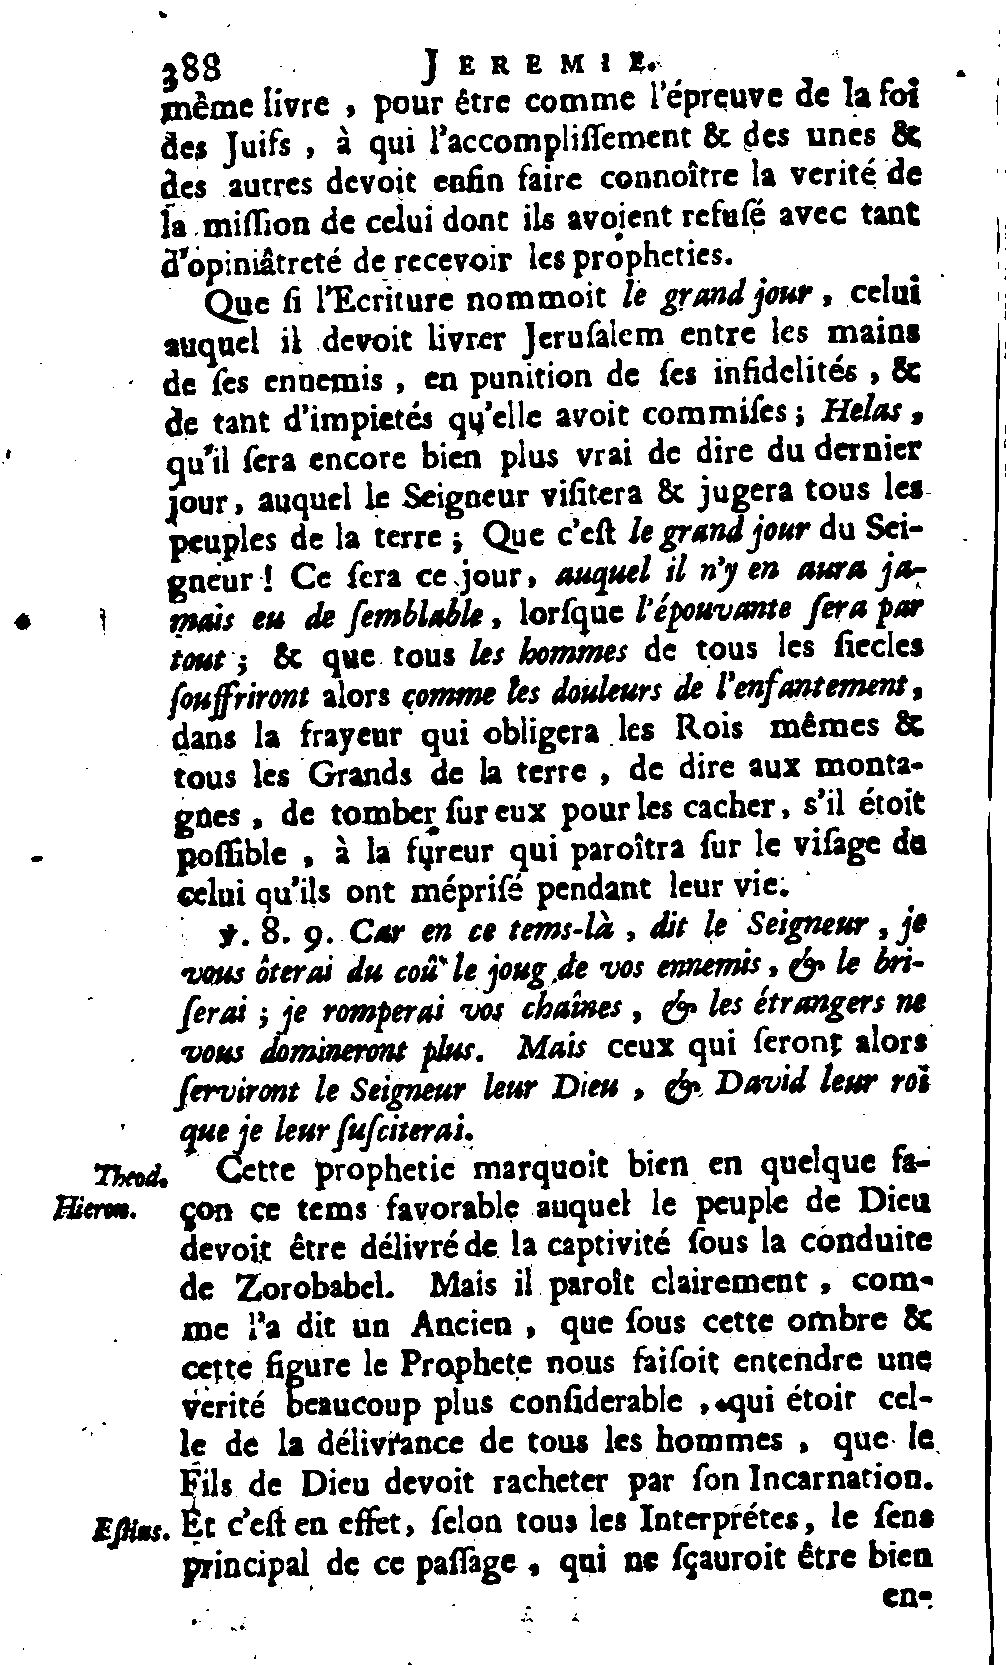 388 JEREMIE.
même livre , pour être comme l'épreuve de la foi
des Juifs , à qui l'accompliſſement & des unes &
des autres devoit enfin faire connoître la verité de
la miſſion de celui dont ils avoient refuſé avec tant
d'opiniâtreté de recevoir les propheties.
Que ſi l'Ecriture nommoit le grand jour , celui
auquel il devoit livrer Jeruſalem entre les mains
de ſes ennemis , en punition de ſes infidelités , &
de tant d'impietés qu'elle avoit commiſes ; Helas ,
qu'il ſera encore bien plus vrai de dire du dernier
jour , auquel le Seigneur viſitera & jugera tous les
peuples de la terre ; Que c'eſt le grand jour du Sei-
gneur ! Ce ſera ce jour , auquel il n'y en aura ja-
mais eu de ſemblable , lorſque l'épouvante ſera par
tout ; & que tous les hommes de tous les ſiecles
ſouffriront alors comme les douleurs de l'enfantement ,
dans la frayeur qui obligera les Rois mêmes &
tous les Grands de la terre , de dire aux monta-
gnes , de tomber ſur eux pour les cacher , s'il étoit
poſſible , à la fureur qui paroîtra ſur le viſage de
celui qu'ils ont mépriſé pendant leur vie.
℣. 8. 9. Car en ce tems-là , dit le Seigneur , je
vous ôterai du coû le joug de vos ennemis , & le bri-
ſerai ; je romperai vos chaînes , & les étrangers ne
vous domineront plus. Mais ceux qui ſeront alors
ſerviront le Seigneur leur Dieu , & David leur roi
que je leur ſuſciterai.
Theod. Cette prophetie marquoit bien en quelque fa-
Hieron. çon ce tems favorable auquel le peuple de Dieu
devoit être délivré de la captivité ſous la conduite
de Zorobabel. Mais il paroît clairement , com-
me l'a dit un Ancien , que ſous cette ombre &
cette figure le Prophete nous faiſoit entendre une
verité beaucoup plus conſiderable , qui étoit cel-
le de la délivrance de tous les hommes , que le
Fils de Dieu devoit racheter par ſon Incarnation.
Eſtius. Et c'eſt en effet , ſelon tous les Interprétes , le ſens
principal de ce paſſage , qui ne ſçauroit être bien
en-